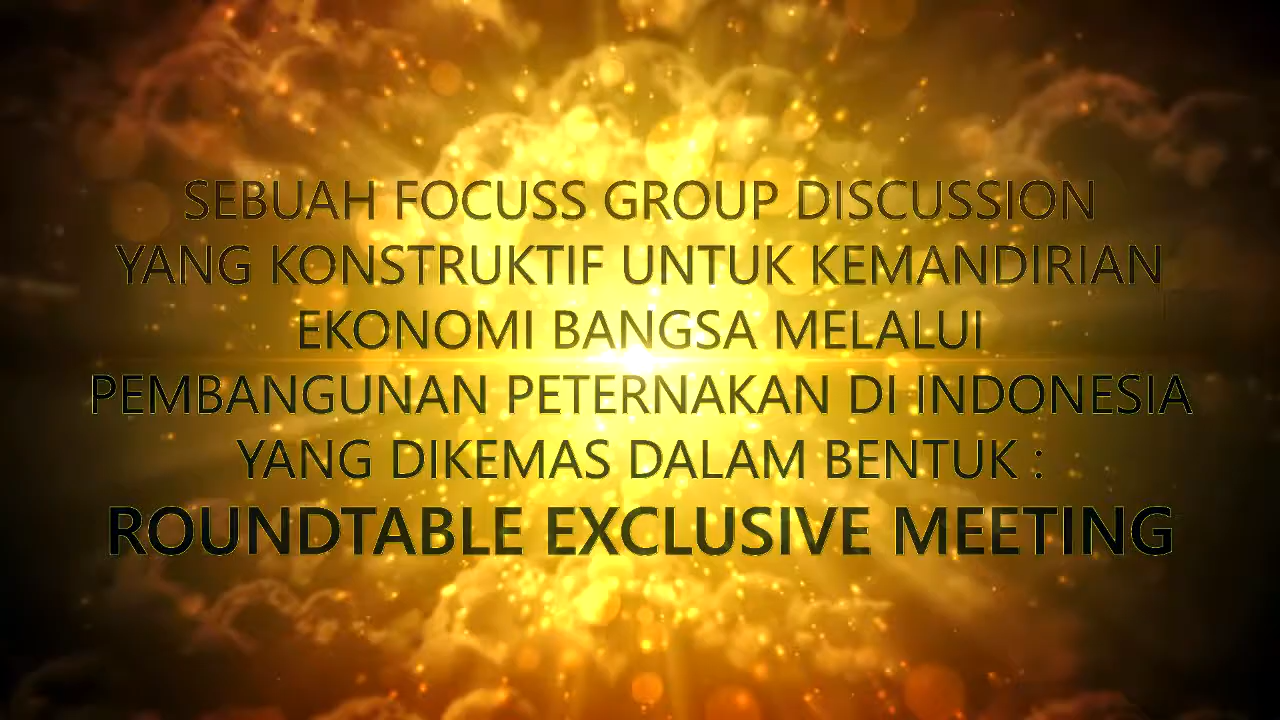 SEBUAH FOCUSS GROUP DISCUSSION
YANG KONSTRUKTIF UNTUK KEMANDIRIAN
EKONOMI BANGSA MELALUI
PEMBANGUNAN PETERNAKAN DI INDONESIA
YANG DIKEMAS DALAM BENTUK :
ROUNDTABLE EXCLUSIVE MEETING